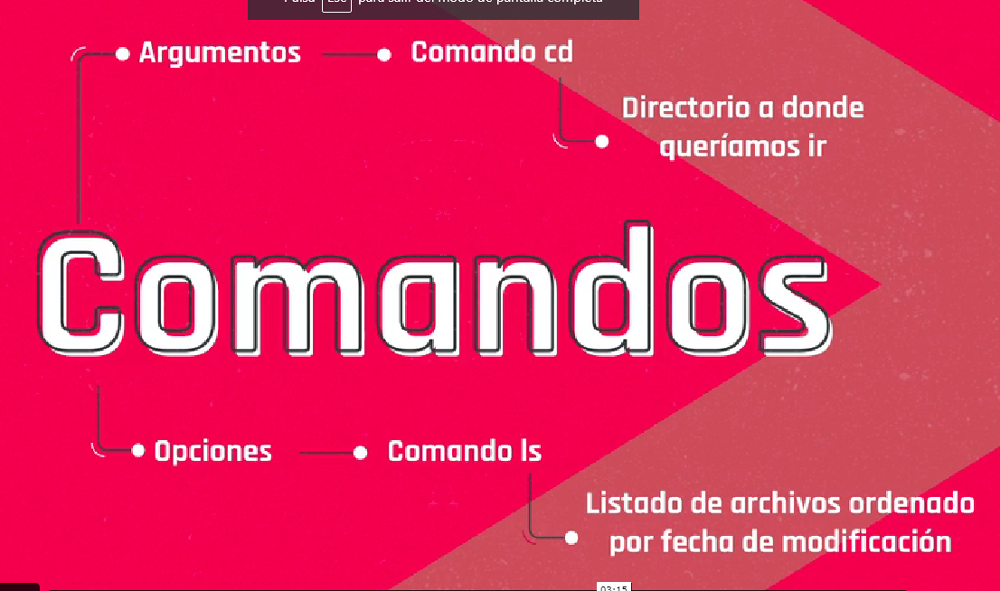 Pulsa Esc para salir del modo de pantalla completa
Argumentos
Comando cd
Directorio a donde
queríamos ir
Comandos
Opciones
Comando ls
Listado de archivos ordenado
por fecha de modificación
03:15